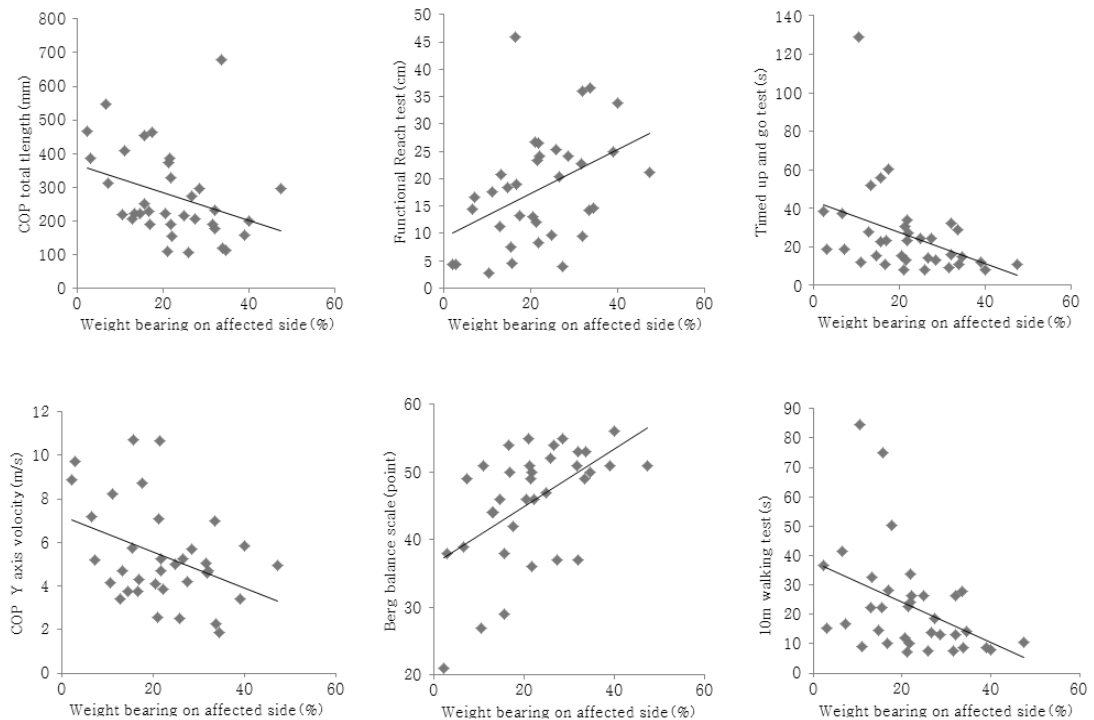 COP total tlength(mm)
800
700
600
500
400
300
200
100
0
0 20 40 60
Weight bearing on affected side(%)
Functional Reach test(cm)
50
45
40
35
30
25
20
15
10
5
0
0 20 40 60
Weight bearing on affected side(%)
Timed up and go test(s)
140
120
100
80
60
40
20
0
0 20 40 60
Weight bearing on affected side(%)
COP Y axis volocity(m/s)
12
10
8
6
4
2
0
0 20 40 60
Weight bearing on affected side(%)
Berg balance scale(point)
60
50
40
30
20
0 20 40 60
Weight bearing on affected side(%)
10m walking test(s)
90
80
70
60
50
40
30
20
10
0
0 20 40 60
Weight bearing on affected side(%)